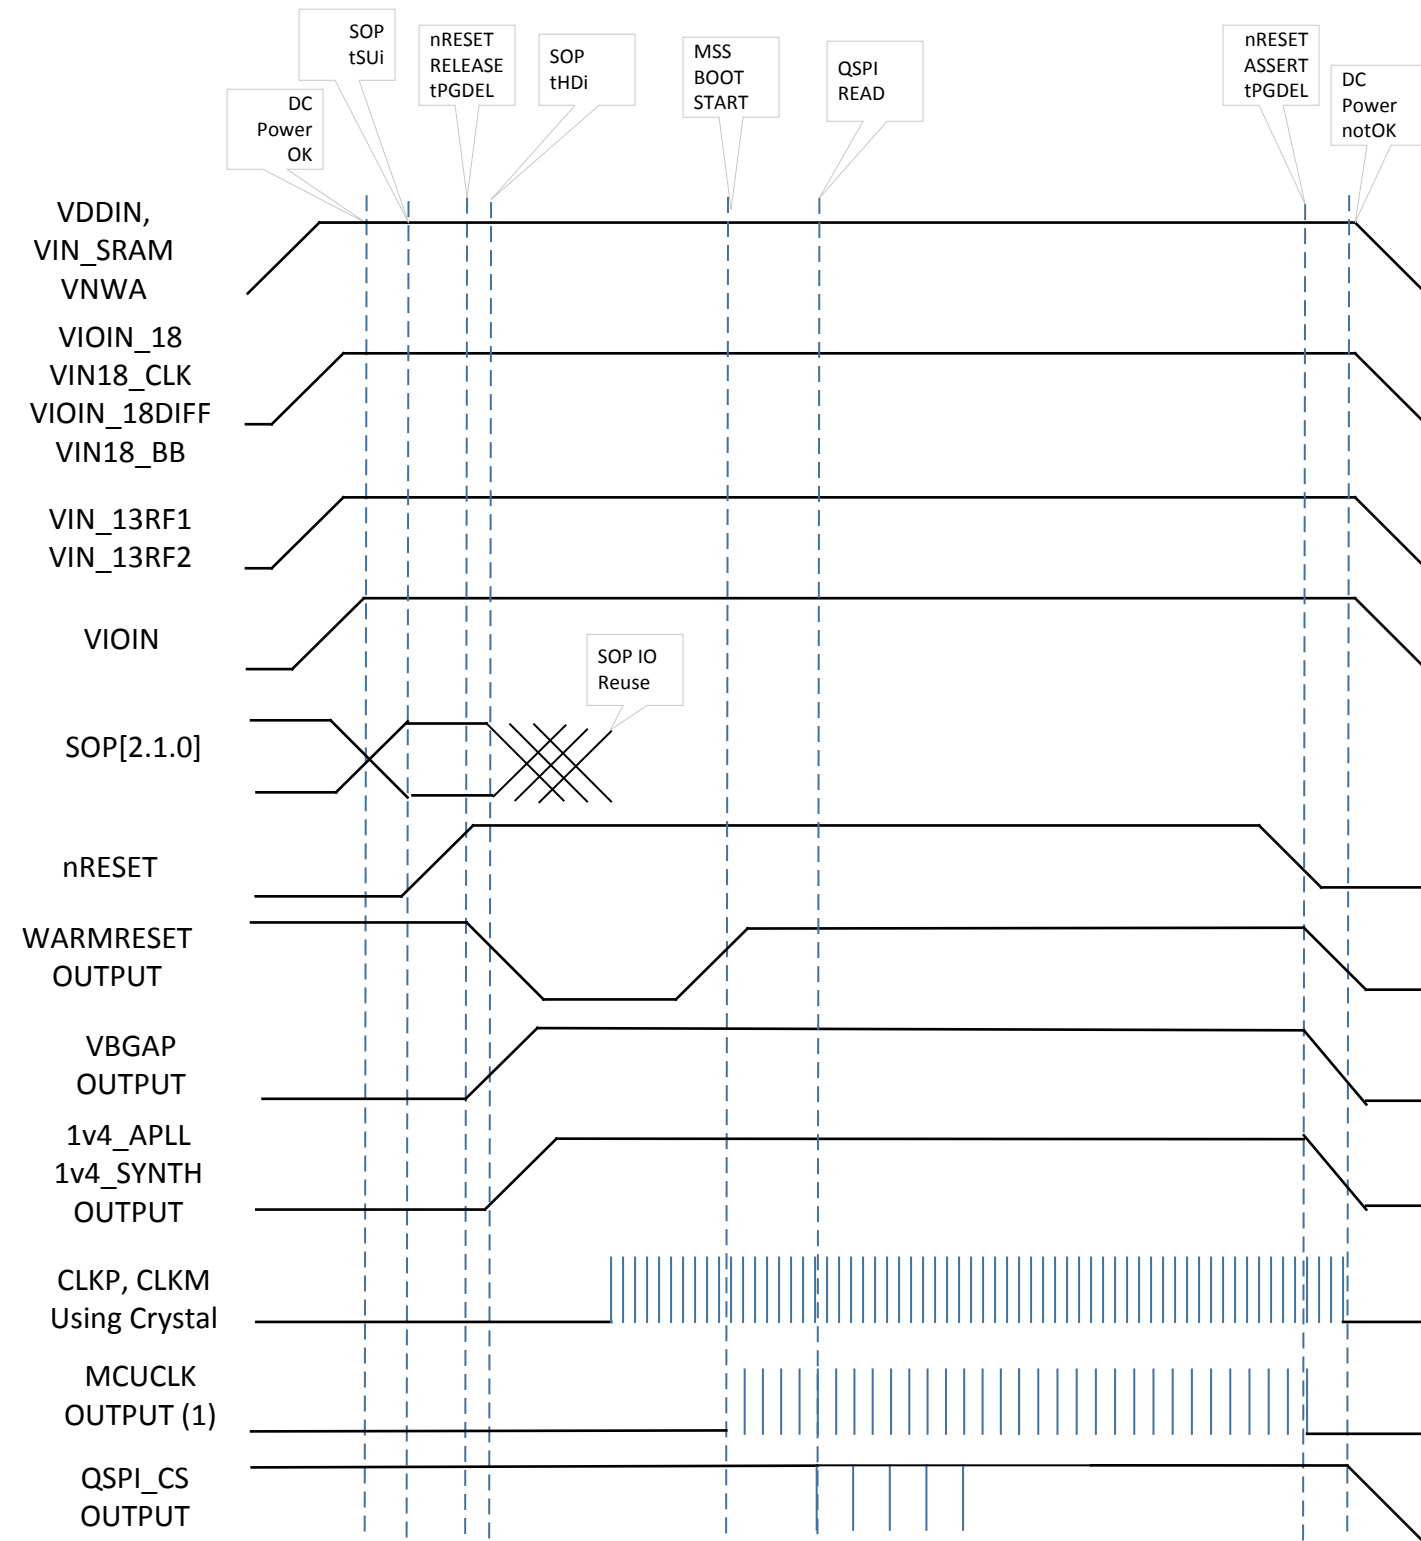 SOP
tSUi
nRESET
RELEASE
tPGDEL
SOP
tHDi
MSS
BOOT
START
QSPI
READ
nRESET
ASSERT
tPGDEL
DC
Power
notOK
DC
Power
OK
VDDIN,
VIN_SRAM
VNWA
VIOIN_18
VIN18_CLK
VIOIN_18DIFF
VIN18_BB
VIN_13RF1
VIN_13RF2
VIOIN
SOP IO
Reuse
SOP[2.1.0]
nRESET
WARMRESET
OUTPUT
VBGAP
OUTPUT
1v4_APLL
1v4_SYNTH
OUTPUT
CLKP, CLKM
Using Crystal
MCUCLK
OUTPUT (1)
QSPI_CS
OUTPUT